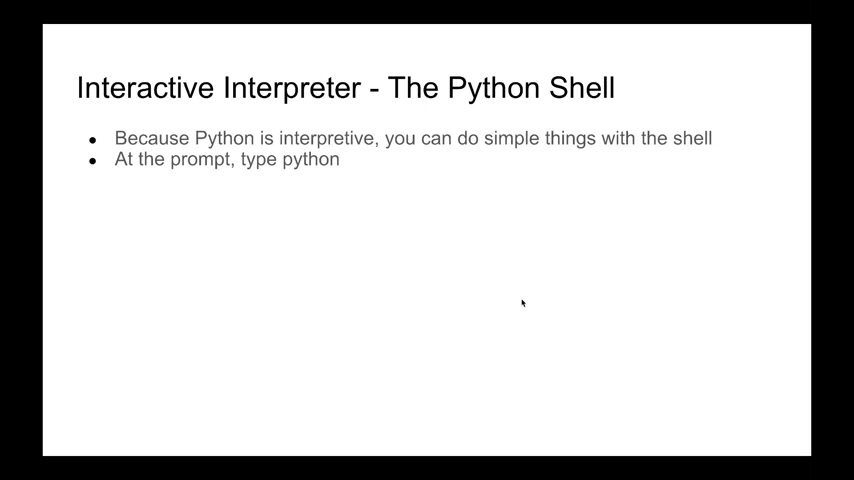 Interactive Interpreter - The Python Shell
● Because Python is interpretive, you can do simple things with the shell
● At the prompt, type python